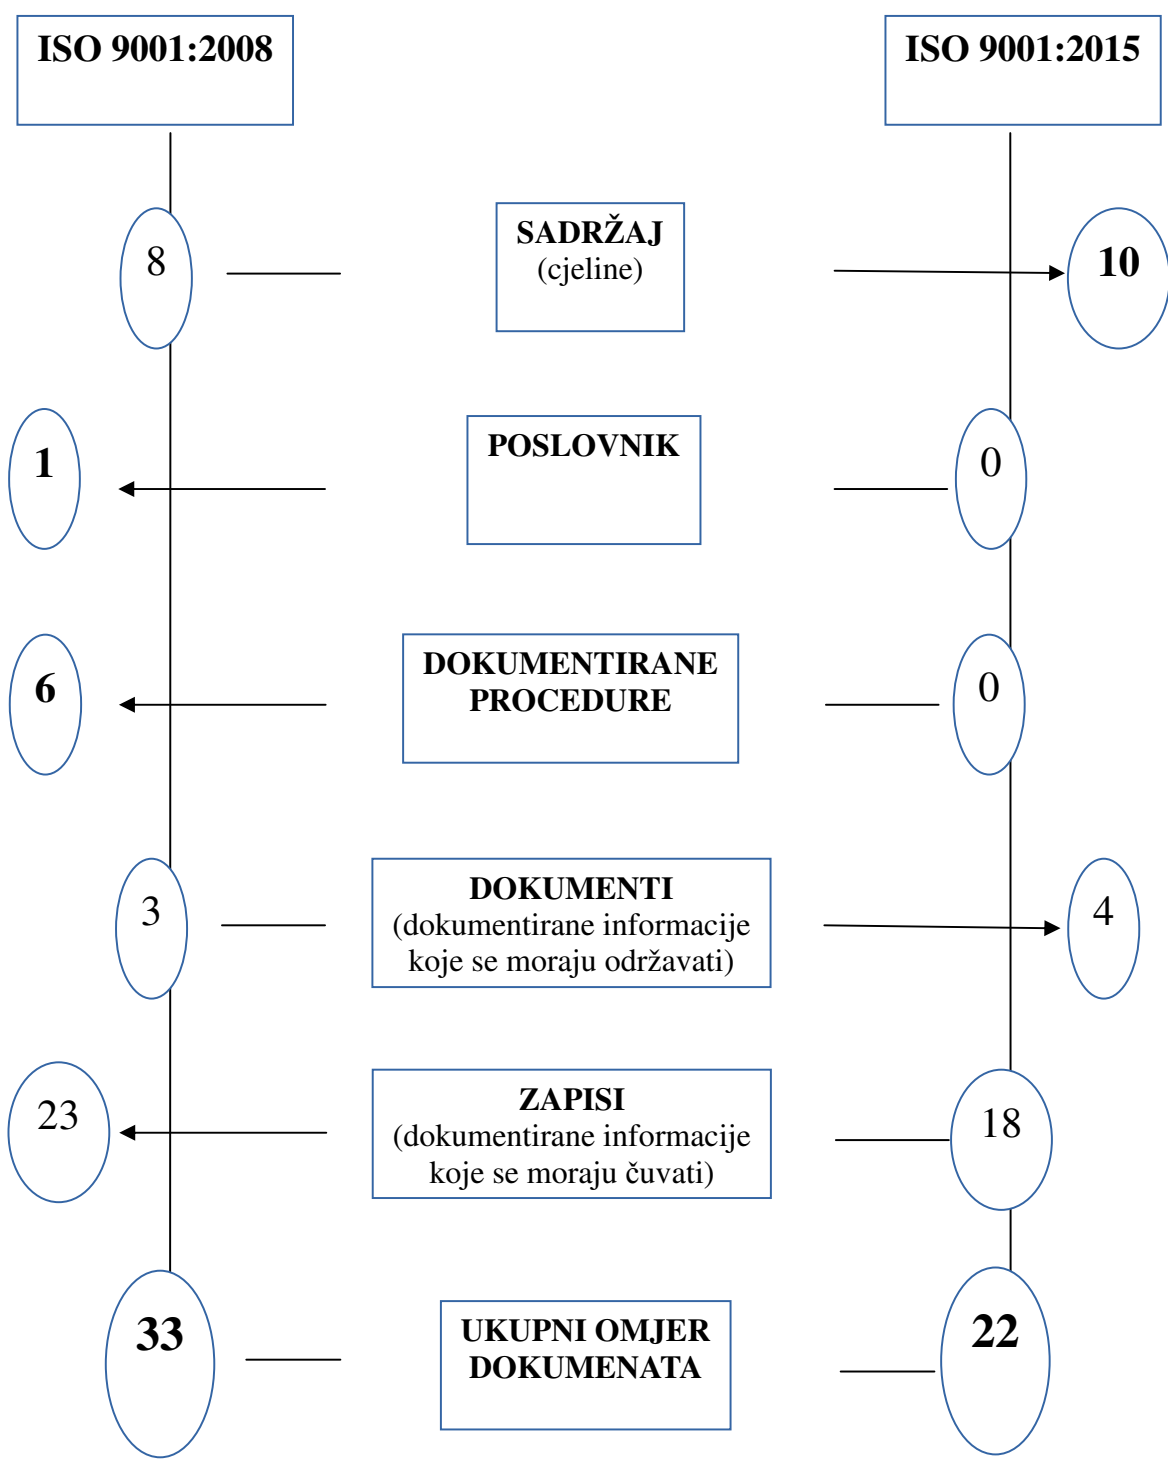 ISO 9001:2008
ISO 9001:2015
8
SADRŽAJ
(cjeline)
10
1
POSLOVNIK
0
6
DOKUMENTIRANE
PROCEDURE
0
3
DOKUMENTI
(dokumentirane informacije
koje se moraju održavati)
4
23
ZAPISI
(dokumentirane informacije
koje se moraju čuvati)
18
33
UKUPNI OMJER
DOKUMENATA
22